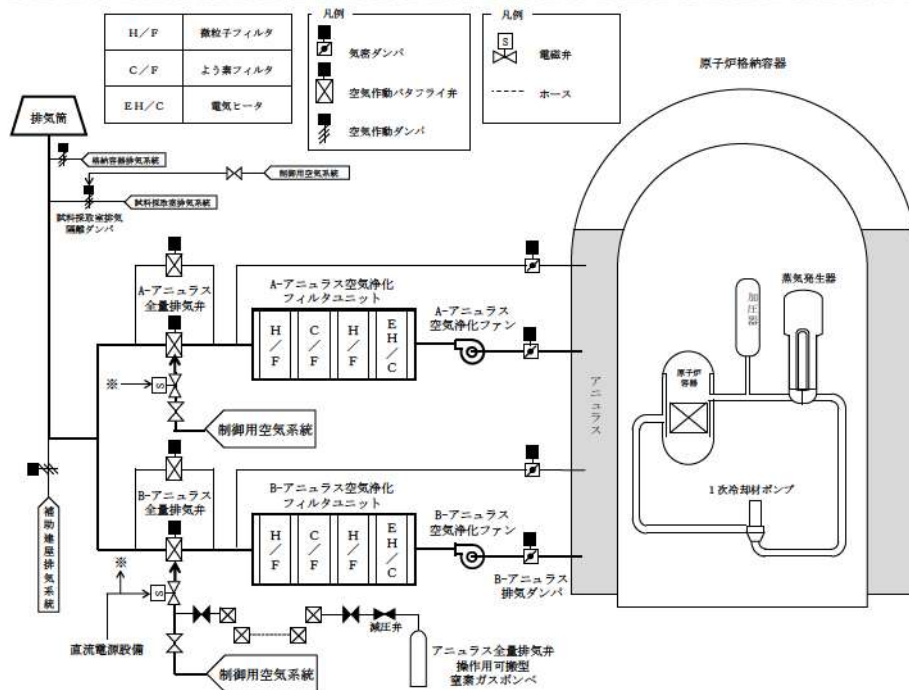 H／F 微粒子フィルタ
C／F よう素フィルタ
EH／C 電気ヒータ
凡例
気密ダンパ
空気作動バタフライ弁
空気作動ダンパ
凡例
S
電磁弁
ホース
原子炉格納容器
排気筒
格納容器排気系統
制御用空気系統
試料採取室排気系統
試料採取室排気
隔離ダンパ
A-アニュラス
全量排気弁
A-アニュラス空気浄化
フィルタユニット
H／F
C／F
H／F
EH／C
A-アニュラス
空気浄化ファン
※
S
制御用空気系統
アニュラス
加圧器
蒸気発生器
原子炉
容器
1次冷却材ポンプ
B-アニュラス
全量排気弁
B-アニュラス空気浄化
フィルタユニット
H／F
C／F
H／F
EH／C
B-アニュラス
空気浄化ファン
B-アニュラス
排気ダンパ
補助建屋排気系統
※
S
直流電源設備
減圧弁
制御用空気系統
アニュラス全量排気弁
操作用可搬型
窒素ガスボンベ